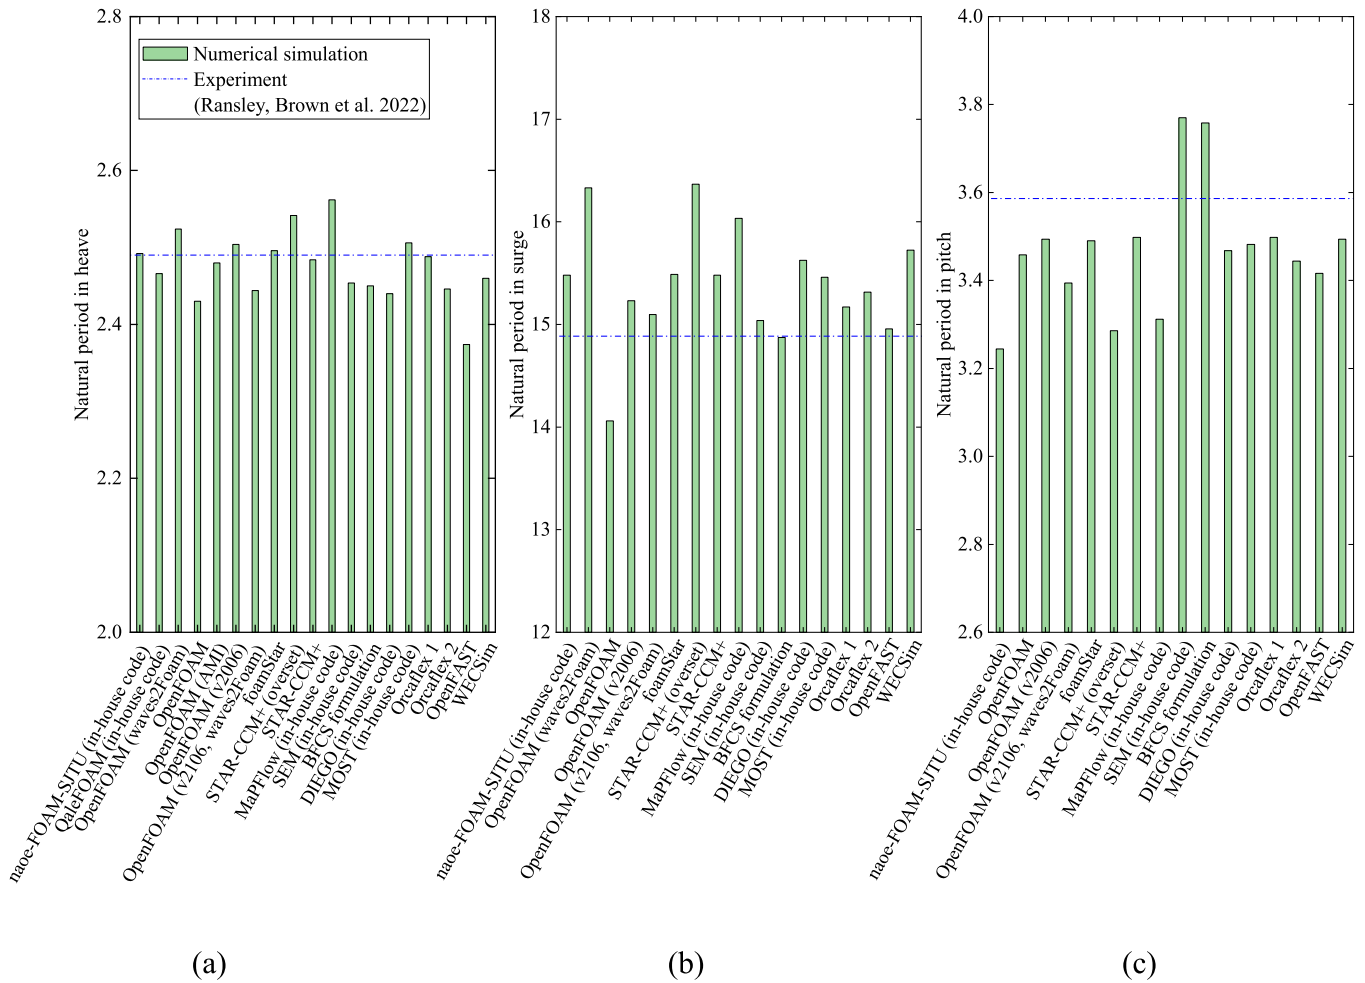 2.8
2.6
2.4
2.2
2.0
Natural period in heave
Numerical simulation
Experiment
(Ransley, Brown et al. 2022)
naoe-FOAM-SJTU (in-house code)
QaleFOAM (in-house code)
OpenFOAM (waves2Foam)
OpenFOAM
OpenFOAM (AMI)
OpenFOAM (v2006)
OpenFOAM (v2106, waves2Foam)
foamStar
STAR-CCM+ (overset)
STAR-CCM+
MaPFlow (in-house code)
SEM (in-house code)
BFCS formulation
DIEGO (in-house code)
MOST (in-house code)
Orcaflex 1
Orcaflex 2
OpenFAST
WECSim
(a)
18
17
16
15
14
13
12
Natural period in surge
naoe-FOAM-SJTU (in-house code)
OpenFOAM (waves2Foam)
OpenFOAM
OpenFOAM (v2006)
OpenFOAM (v2106, waves2Foam)
foamStar
STAR-CCM+ (overset)
STAR-CCM+
MaPFlow (in-house code)
SEM (in-house code)
BFCS formulation
DIEGO (in-house code)
MOST (in-house code)
Orcaflex 1
Orcaflex 2
OpenFAST
WECSim
(b)
4.0
3.8
3.6
3.4
3.2
3.0
2.8
2.6
Natural period in pitch
naoe-FOAM-SJTU (in-house code)
OpenFOAM
OpenFOAM (v2006)
OpenFOAM (v2106, waves2Foam)
foamStar
STAR-CCM+ (overset)
STAR-CCM+
MaPFlow (in-house code)
SEM (in-house code)
BFCS formulation
DIEGO (in-house code)
MOST (in-house code)
Orcaflex 1
Orcaflex 2
OpenFAST
WECSim
(c)